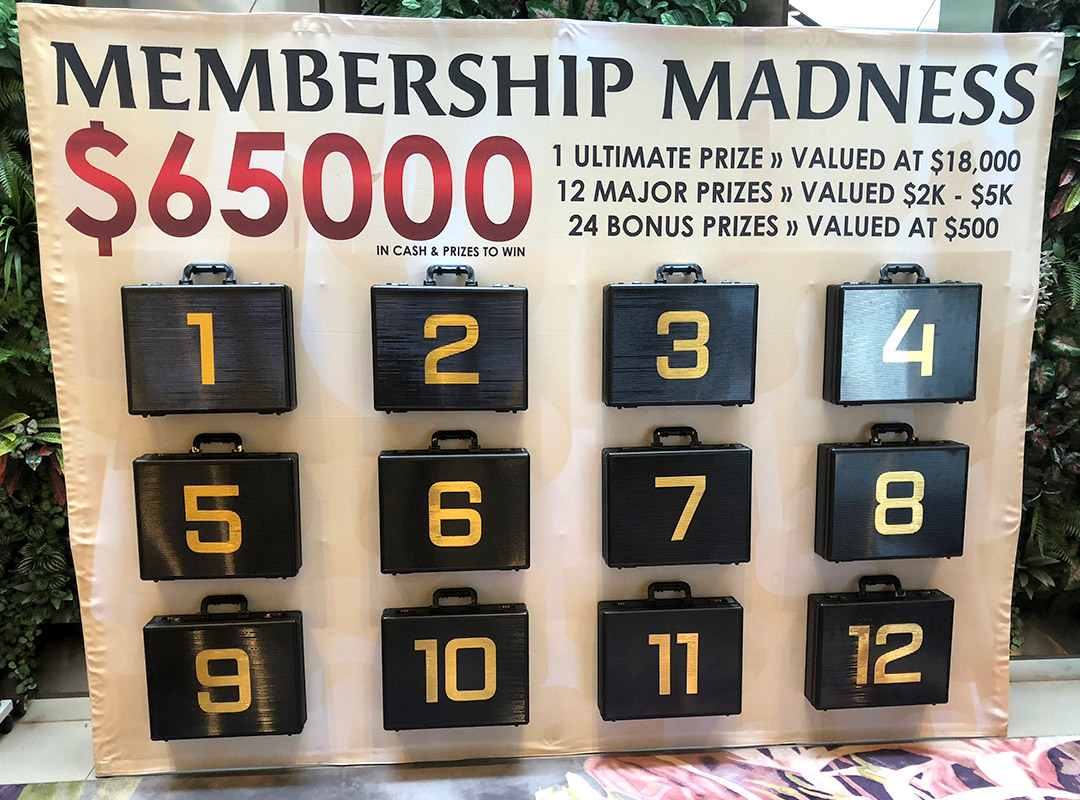 MEMBERSHIP MADNESS
$65000
IN CASH & PRIZES TO WIN
1 ULTIMATE PRIZE » VALUED AT $18,000
12 MAJOR PRIZES » VALUED $2K - $5K
24 BONUS PRIZES » VALUED AT $500
1 2 3 4
5 6 7 8
9 10 11 12